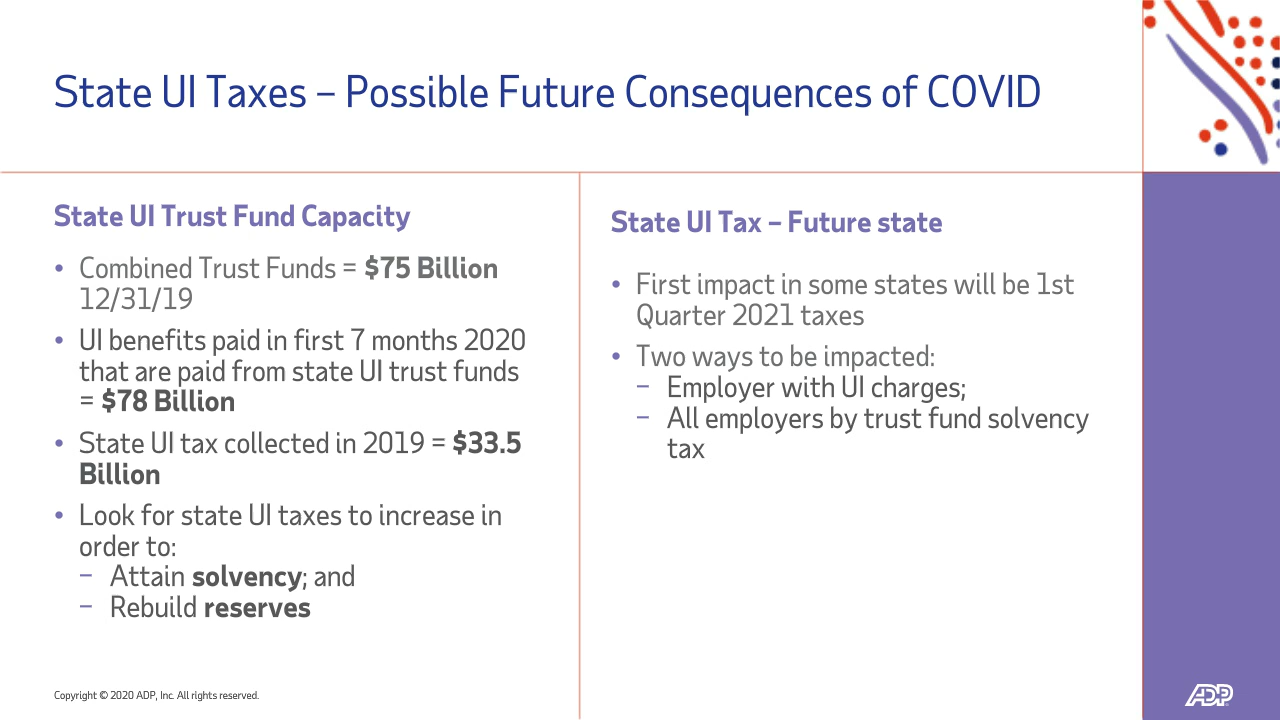 State UI Taxes – Possible Future Consequences of COVID
State UI Trust Fund Capacity
• Combined Trust Funds = $75 Billion
12/31/19
• UI benefits paid in first 7 months 2020
that are paid from state UI trust funds
= $78 Billion
• State UI tax collected in 2019 = $33.5
Billion
• Look for state UI taxes to increase in
order to:
– Attain solvency; and
– Rebuild reserves
State UI Tax – Future state
• First impact in some states will be 1st
Quarter 2021 taxes
• Two ways to be impacted:
– Employer with UI charges;
– All employers by trust fund solvency
tax
Copyright © 2020 ADP, Inc. All rights reserved.
ADP